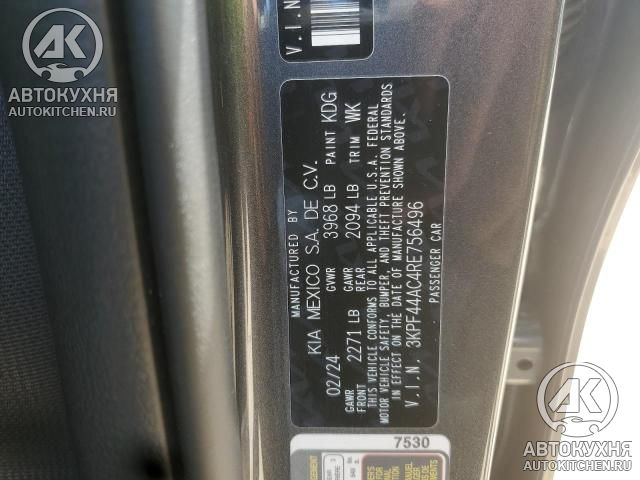 АВТОКУХНЯ
AUTOKITCHEN.RU
V.I.N
MANUFACTURED BY
KIA MEXICO S.A. DE C.V.
02/24 GVWR 3968 LB PAINT KDG
GAWR FRONT 2271 LB GAWR REAR 2094 LB TRIM WK
THIS VEHICLE CONFORMS TO ALL APPLICABLE U.S.A. FEDERAL
MOTOR VEHICLE SAFETY, BUMPER, AND THEFT PREVENTION STANDARDS
IN EFFECT ON THE DATE OF MANUFACTURE SHOWN ABOVE.
V.I.N. 3KPF44AC4RE756496
PASSENGER CAR
7530
АВТОКУХНЯ
AUTOKITCHEN.RU